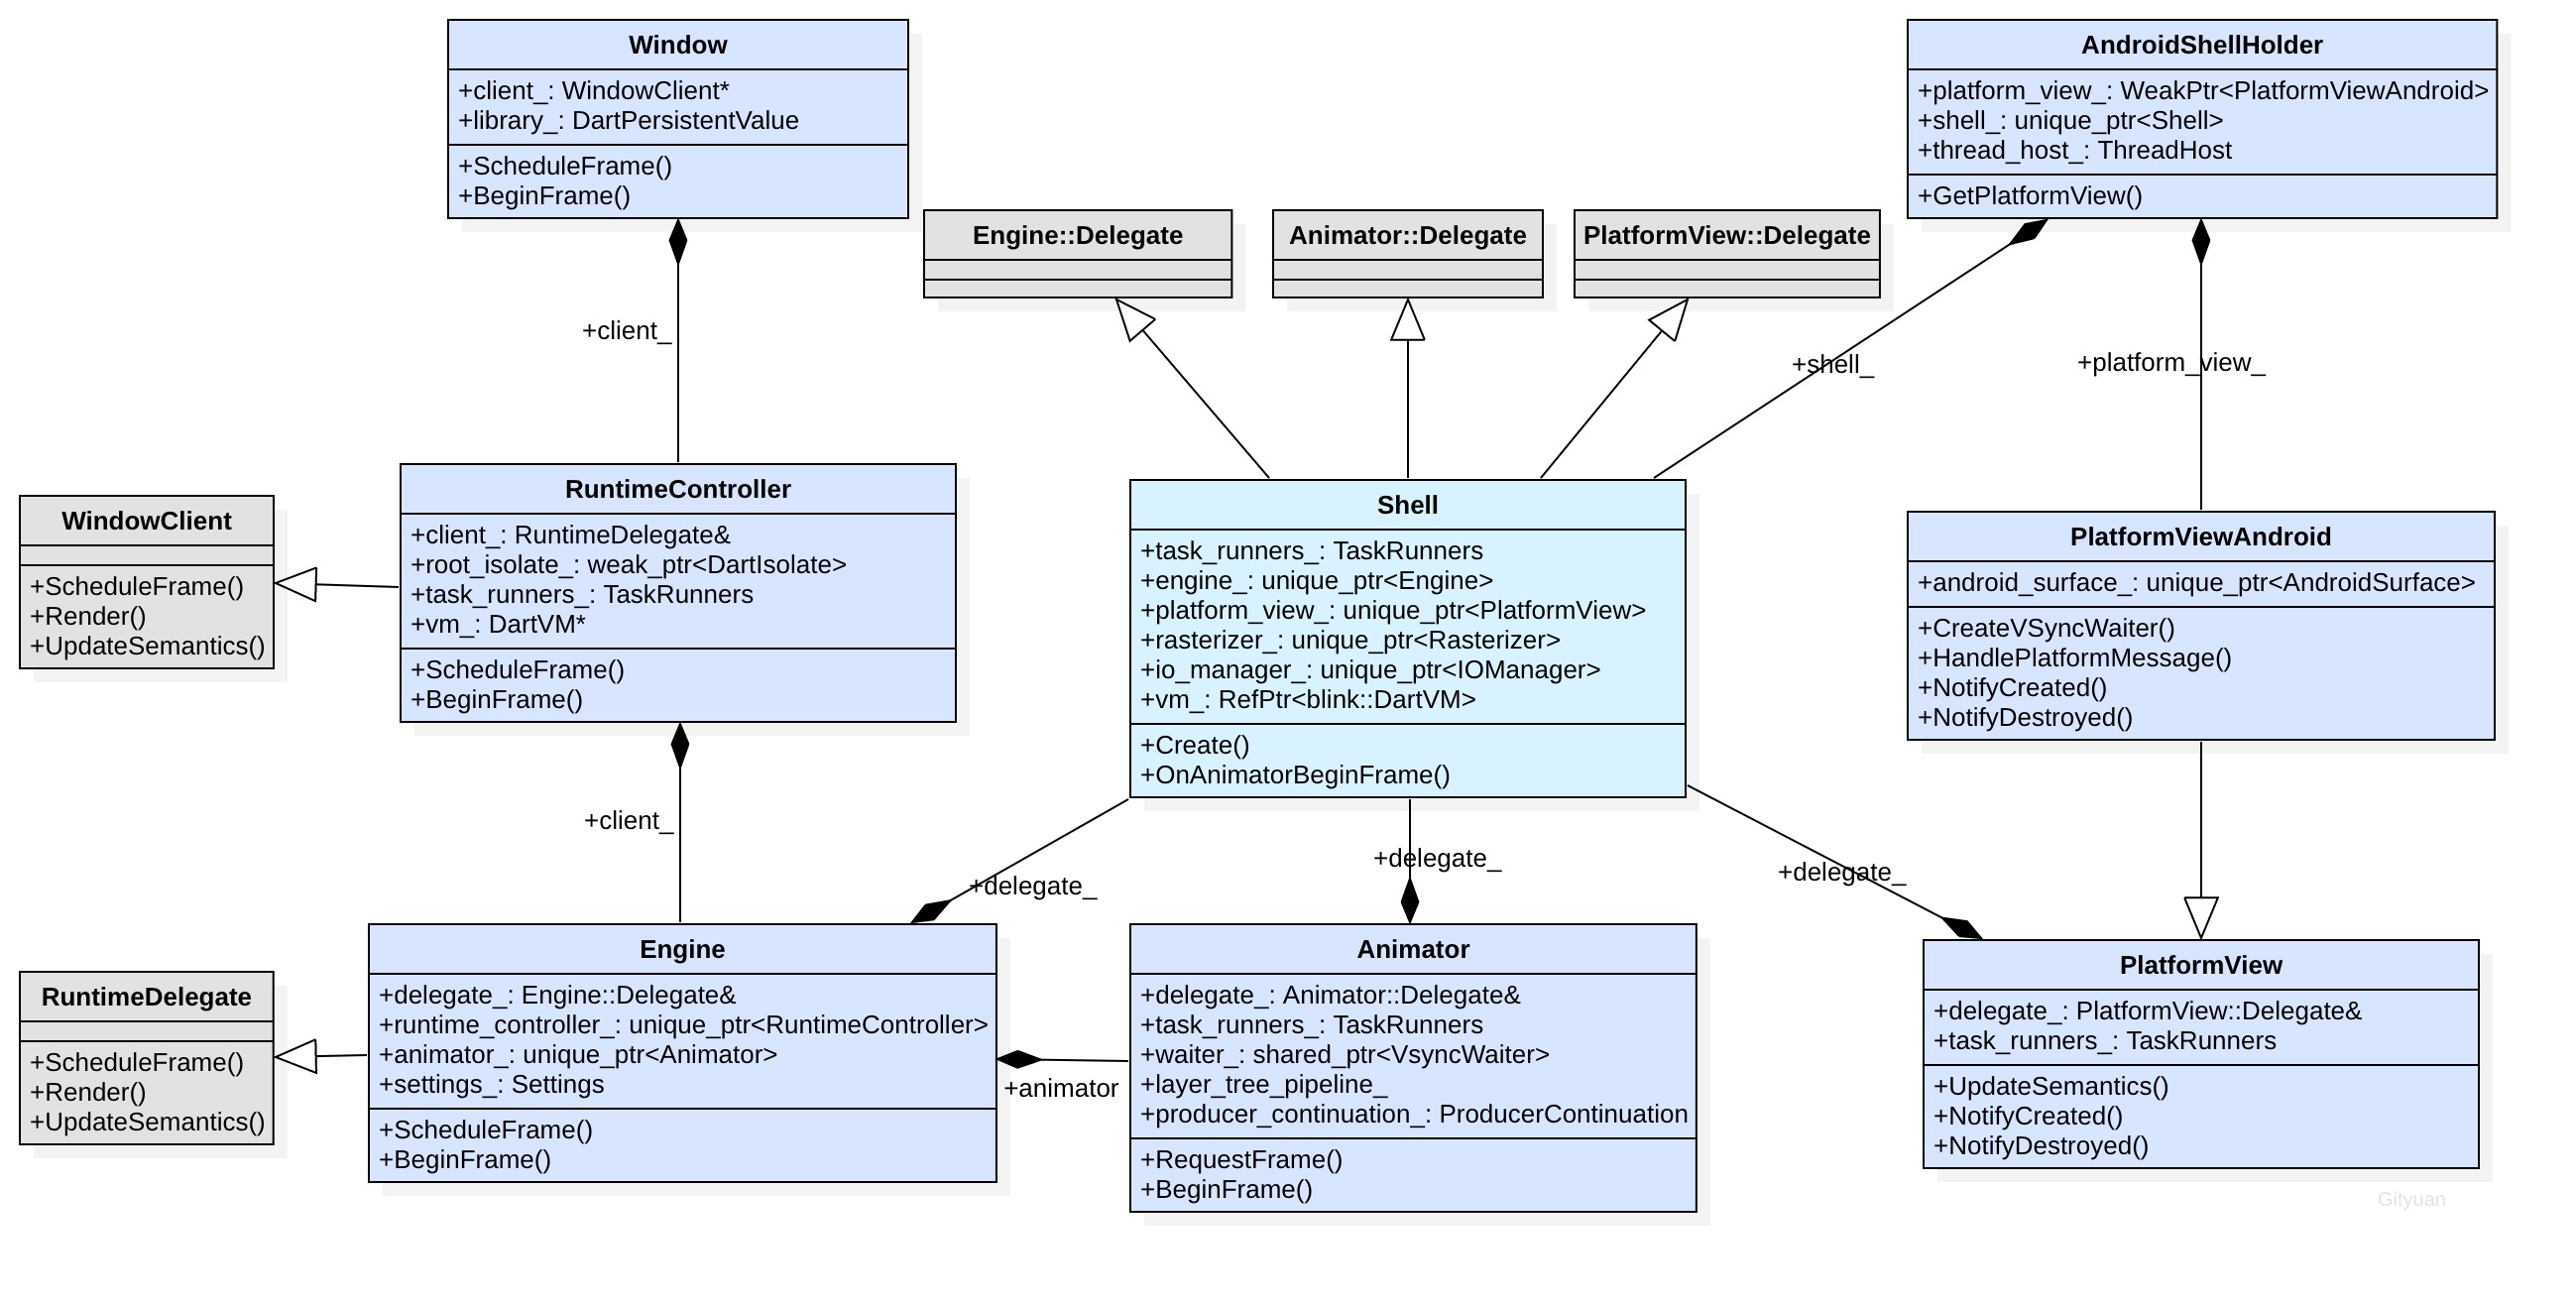 Window
+client_: WindowClient*
+library_: DartPersistentValue
+ScheduleFrame()
+BeginFrame()
AndroidShellHolder
+platform_view_: WeakPtr<PlatformViewAndroid>
+shell_: unique_ptr<Shell>
+thread_host_: ThreadHost
+GetPlatformView()
Engine::Delegate
Animator::Delegate
PlatformView::Delegate
+client_
+shell_
+platform_view_
WindowClient
+ScheduleFrame()
+Render()
+UpdateSemantics()
RuntimeController
+client_: RuntimeDelegate&
+root_isolate_: weak_ptr<DartIsolate>
+task_runners_: TaskRunners
+vm_: DartVM*
+ScheduleFrame()
+BeginFrame()
Shell
+task_runners_: TaskRunners
+engine_: unique_ptr<Engine>
+platform_view_: unique_ptr<PlatformView>
+rasterizer_: unique_ptr<Rasterizer>
+io_manager_: unique_ptr<IOManager>
+vm_: RefPtr<blink::DartVM>
+Create()
+OnAnimatorBeginFrame()
PlatformViewAndroid
+android_surface_: unique_ptr<AndroidSurface>
+CreateVSyncWaiter()
+HandlePlatformMessage()
+NotifyCreated()
+NotifyDestroyed()
+client_
+delegate_
+delegate_
+delegate_
RuntimeDelegate
+ScheduleFrame()
+Render()
+UpdateSemantics()
Engine
+delegate_: Engine::Delegate&
+runtime_controller_: unique_ptr<RuntimeController>
+animator_: unique_ptr<Animator>
+settings_: Settings
+ScheduleFrame()
+BeginFrame()
+animator
Animator
+delegate_: Animator::Delegate&
+task_runners_: TaskRunners
+waiter_: shared_ptr<VsyncWaiter>
+layer_tree_pipeline_
+producer_continuation_: ProducerContinuation
+RequestFrame()
+BeginFrame()
PlatformView
+delegate_: PlatformView::Delegate&
+task_runners_: TaskRunners
+UpdateSemantics()
+NotifyCreated()
+NotifyDestroyed()
Gityuan